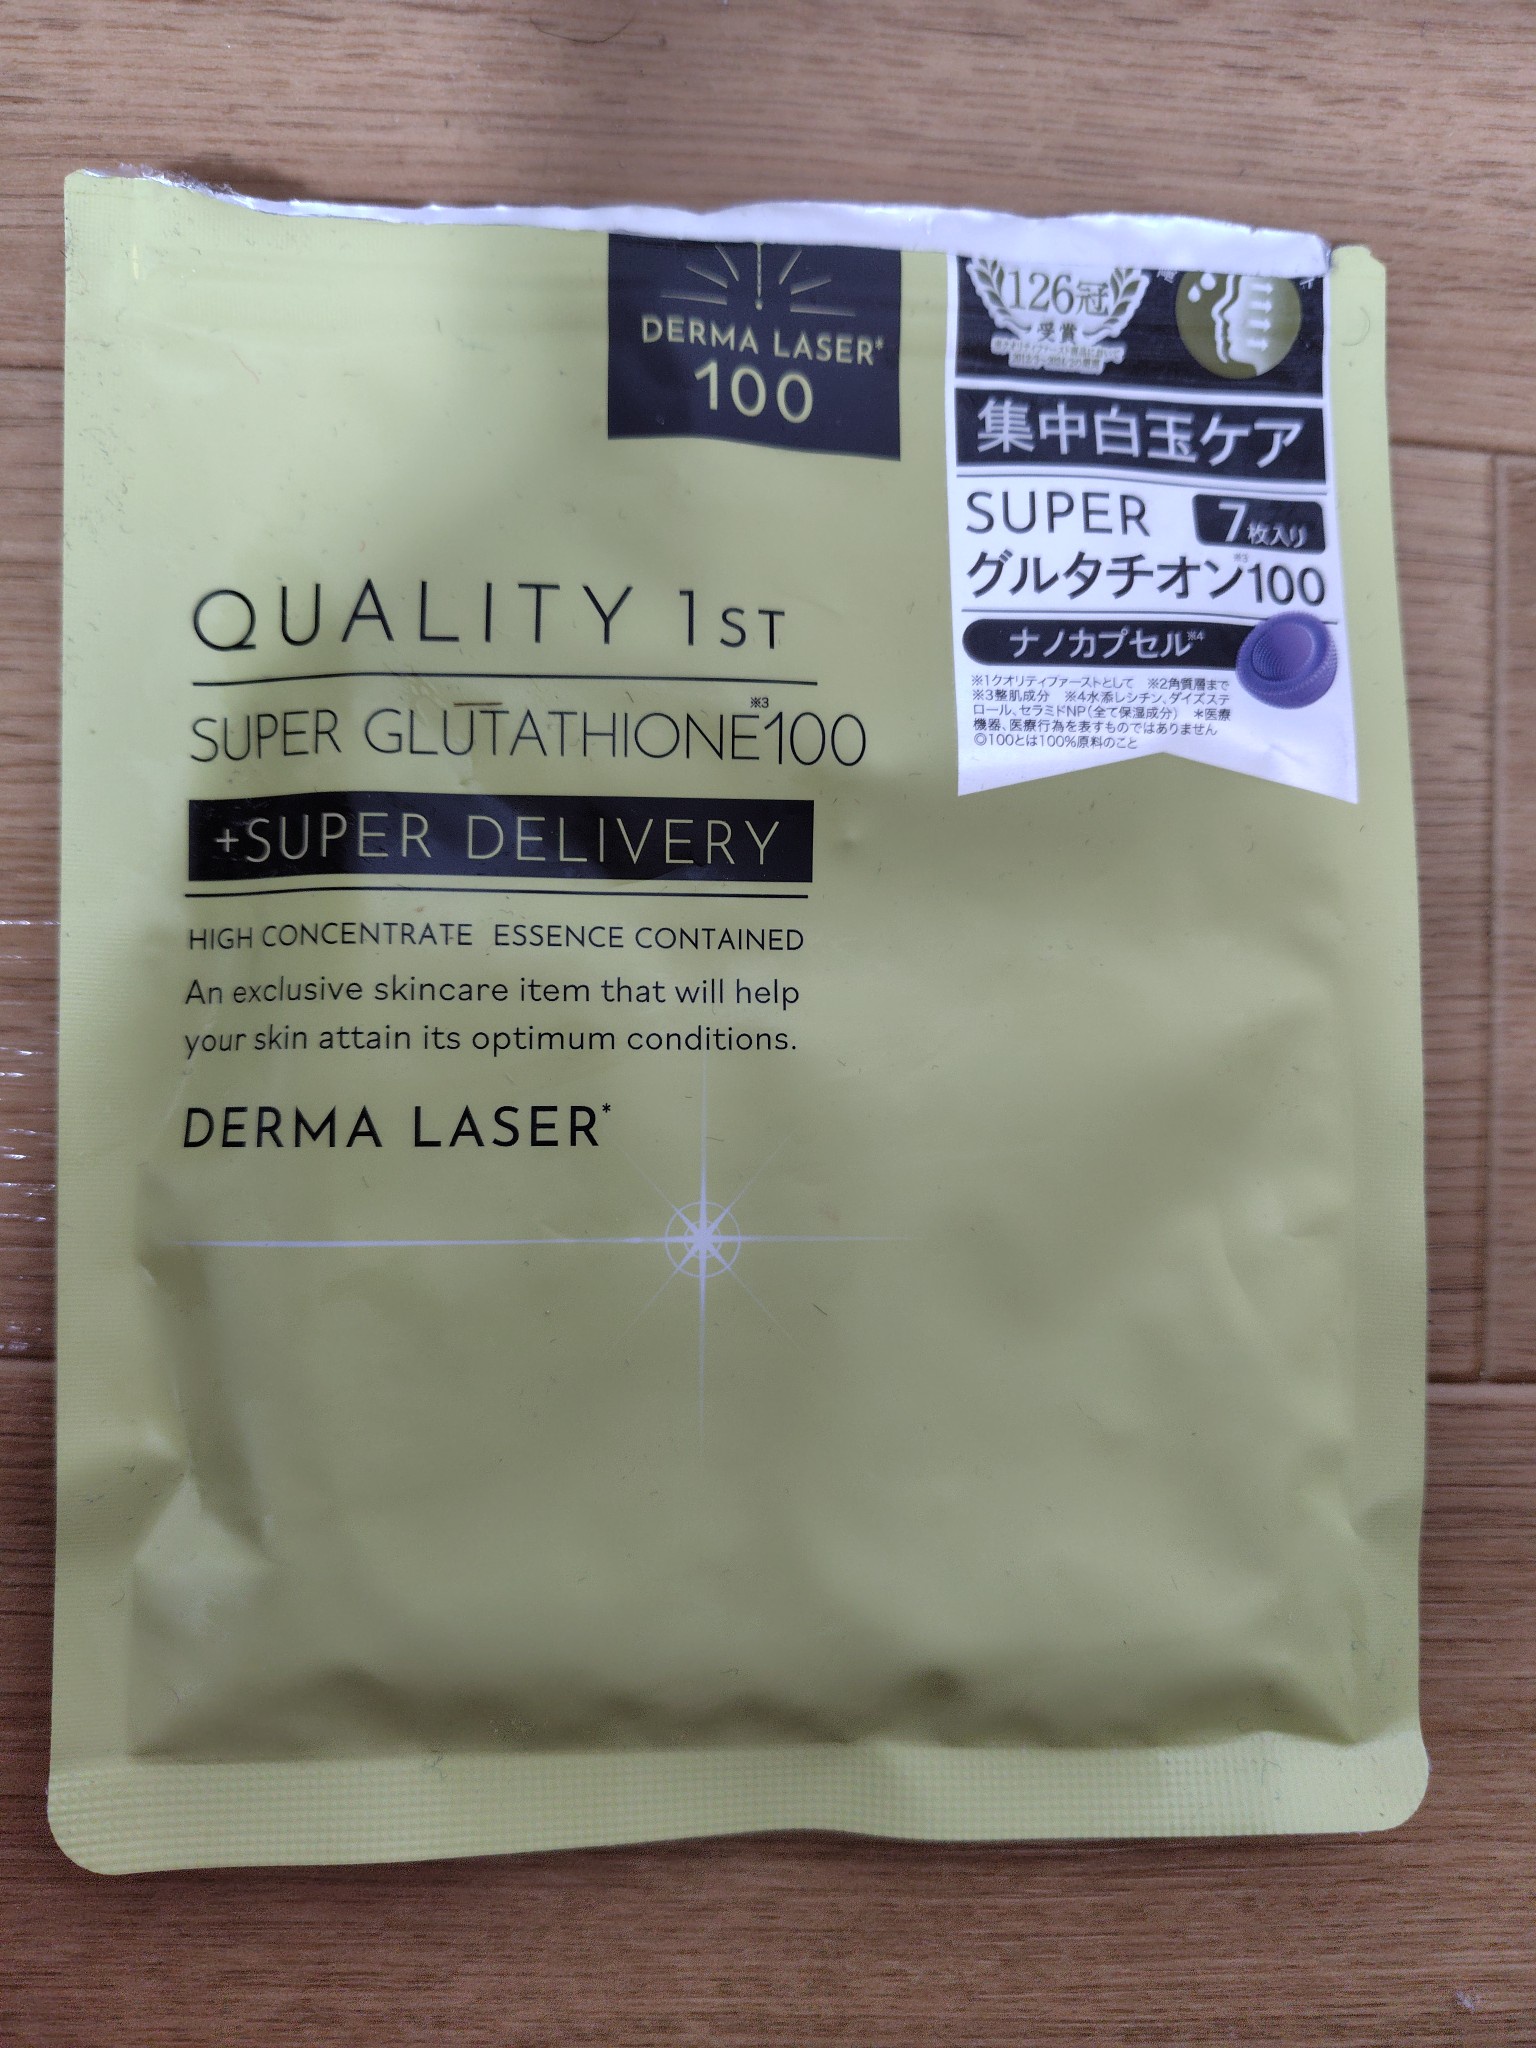 DERMA LASER*
100
126冠
受賞
集中白玉ケア
SUPER
7枚入り
グルタチオン※3100
ナノカプセル※4
※1クオリティファーストとして ※2角質層まで
※3整肌成分 ※4水添レシチン、ダイズステ
ロール、セラミドNP(全て保湿成分) *医療
機器、医療行為を表すものではありません
◎100とは100%原料のこと
QUALITY 1ST
SUPER GLUTATHIONE※3100
+SUPER DELIVERY
HIGH CONCENTRATE ESSENCE CONTAINED
An exclusive skincare item that will help
your skin attain its optimum conditions.
DERMA LASER*